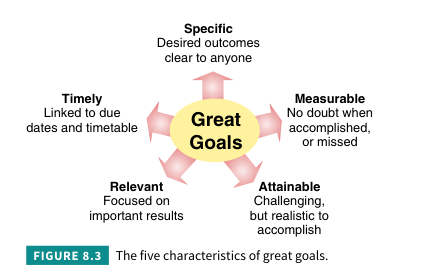 Specific
Desired outcomes
clear to anyone
Timely
Linked to due
dates and timetable
Great
Goals
Measurable
No doubt when
accomplished,
or missed
Relevant
Focused on
important results
Attainable
Challenging,
but realistic to
accomplish
FIGURE 8.3 The five characteristics of great goals.